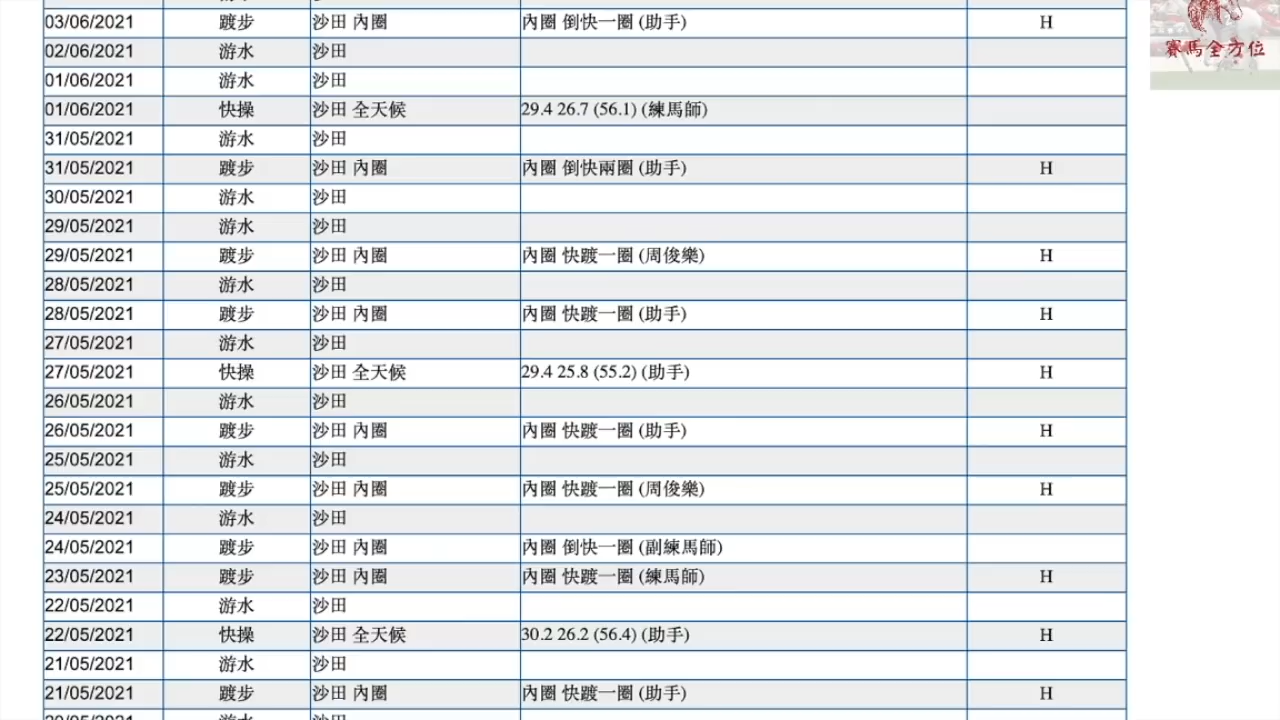 03/06/2021 踱步 沙田 內圈 內圈 倒快一圈 (助手) H
02/06/2021 游水 沙田
01/06/2021 游水 沙田
01/06/2021 快操 沙田 全天候 29.4 26.7 (56.1) (練馬師)
31/05/2021 游水 沙田
31/05/2021 踱步 沙田 內圈 內圈 倒快兩圈 (助手) H
30/05/2021 游水 沙田
29/05/2021 游水 沙田
29/05/2021 踱步 沙田 內圈 內圈 快踱一圈 (周俊樂) H
28/05/2021 游水 沙田
28/05/2021 踱步 沙田 內圈 內圈 快踱一圈 (助手) H
27/05/2021 游水 沙田
27/05/2021 快操 沙田 全天候 29.4 25.8 (55.2) (助手) H
26/05/2021 游水 沙田
26/05/2021 踱步 沙田 內圈 內圈 快踱一圈 (助手) H
25/05/2021 游水 沙田
25/05/2021 踱步 沙田 內圈 內圈 快踱一圈 (周俊樂) H
24/05/2021 游水 沙田
24/05/2021 踱步 沙田 內圈 內圈 倒快一圈 (副練馬師)
23/05/2021 踱步 沙田 內圈 內圈 快踱一圈 (練馬師) H
22/05/2021 游水 沙田
22/05/2021 快操 沙田 全天候 30.2 26.2 (56.4) (助手) H
21/05/2021 游水 沙田
21/05/2021 踱步 沙田 內圈 內圈 快踱一圈 (助手) H
賽馬全方位